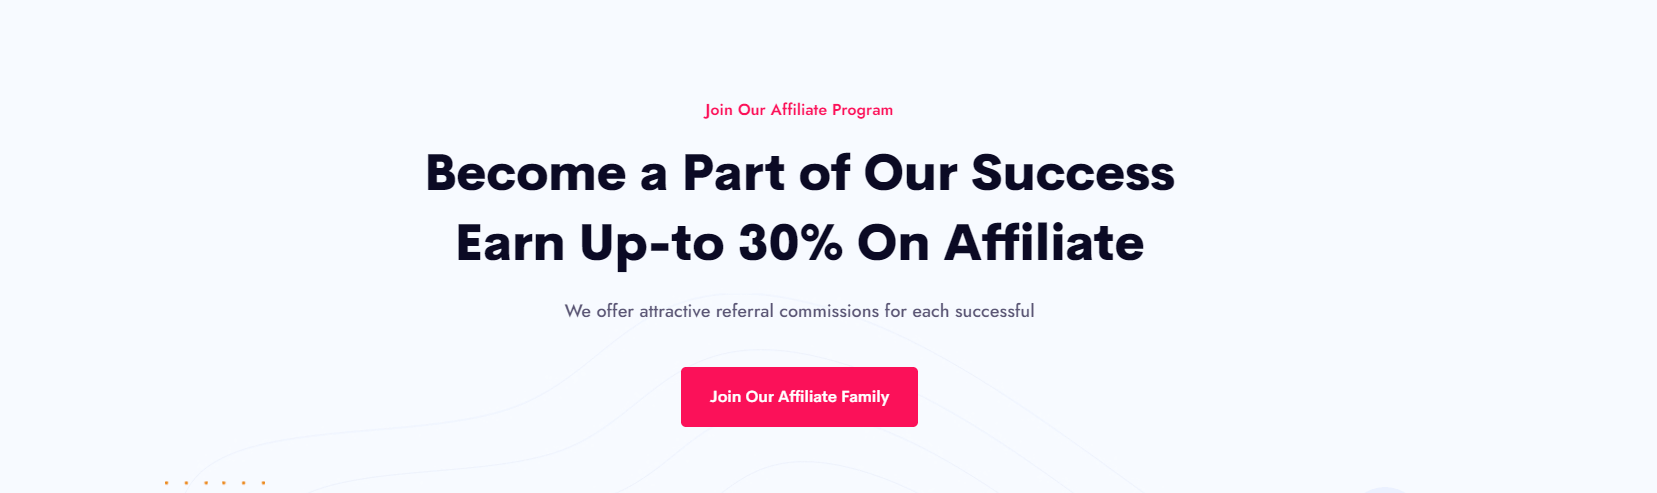 Join Our Affiliate Program
Become a Part of Our Success
Earn Up-to 30% On Affiliate
We offer attractive referral commissions for each successful
Join Our Affiliate Family